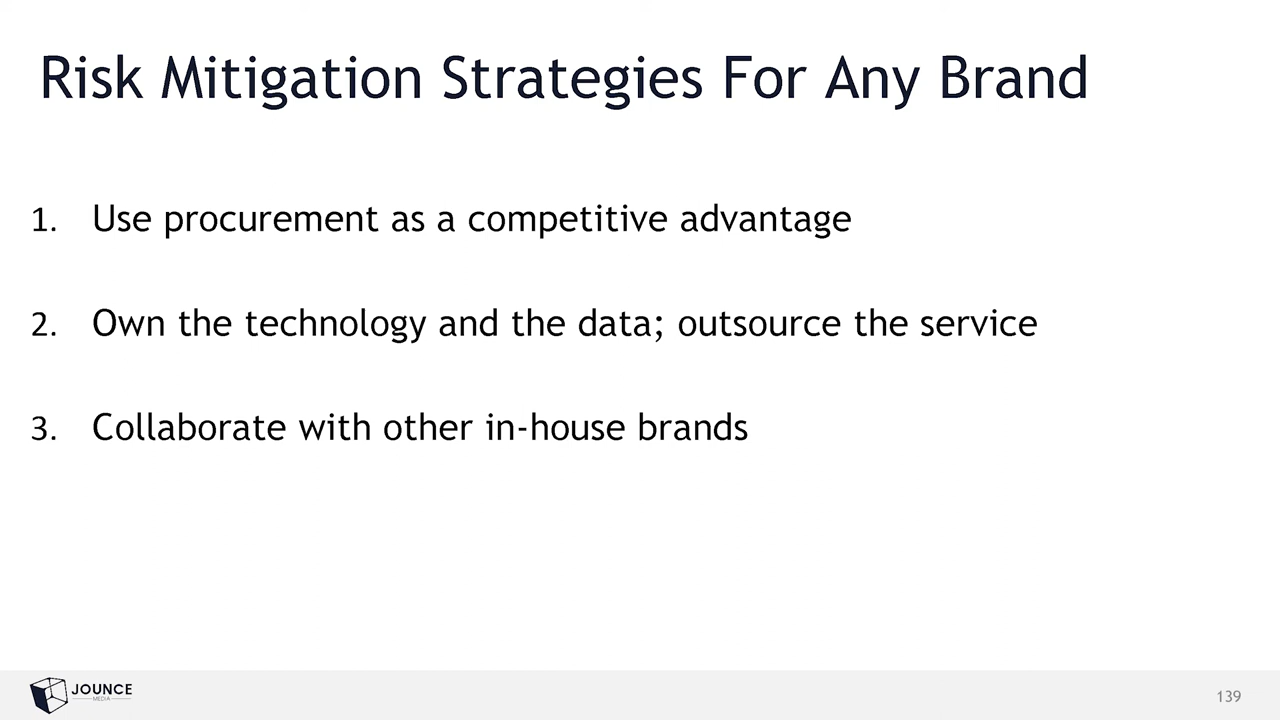 Risk Mitigation Strategies For Any Brand
1. Use procurement as a competitive advantage
2. Own the technology and the data; outsource the service
3. Collaborate with other in-house brands
JOUNCE
MEDIA
139